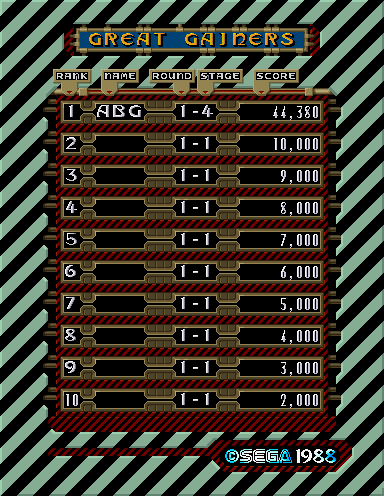 GREAT GAINERS
RANK NAME ROUND STAGE SCORE
1 ABG 1-4 44,380
2 1-1 10,000
3 1-1 9,000
4 1-1 8,000
5 1-1 7,000
6 1-1 6,000
7 1-1 5,000
8 1-1 4,000
9 1-1 3,000
10 1-1 2,000
©SEGA 1988